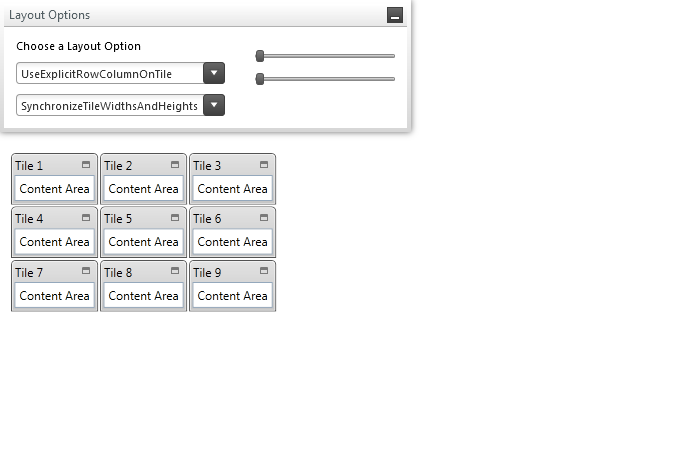 Layout Options
Choose a Layout Option
UseExplicitRowColumnOnTile
SynchronizeTileWidthsAndHeights
Tile 1 Tile 2 Tile 3
Content Area Content Area Content Area
Tile 4 Tile 5 Tile 6
Content Area Content Area Content Area
Tile 7 Tile 8 Tile 9
Content Area Content Area Content Area